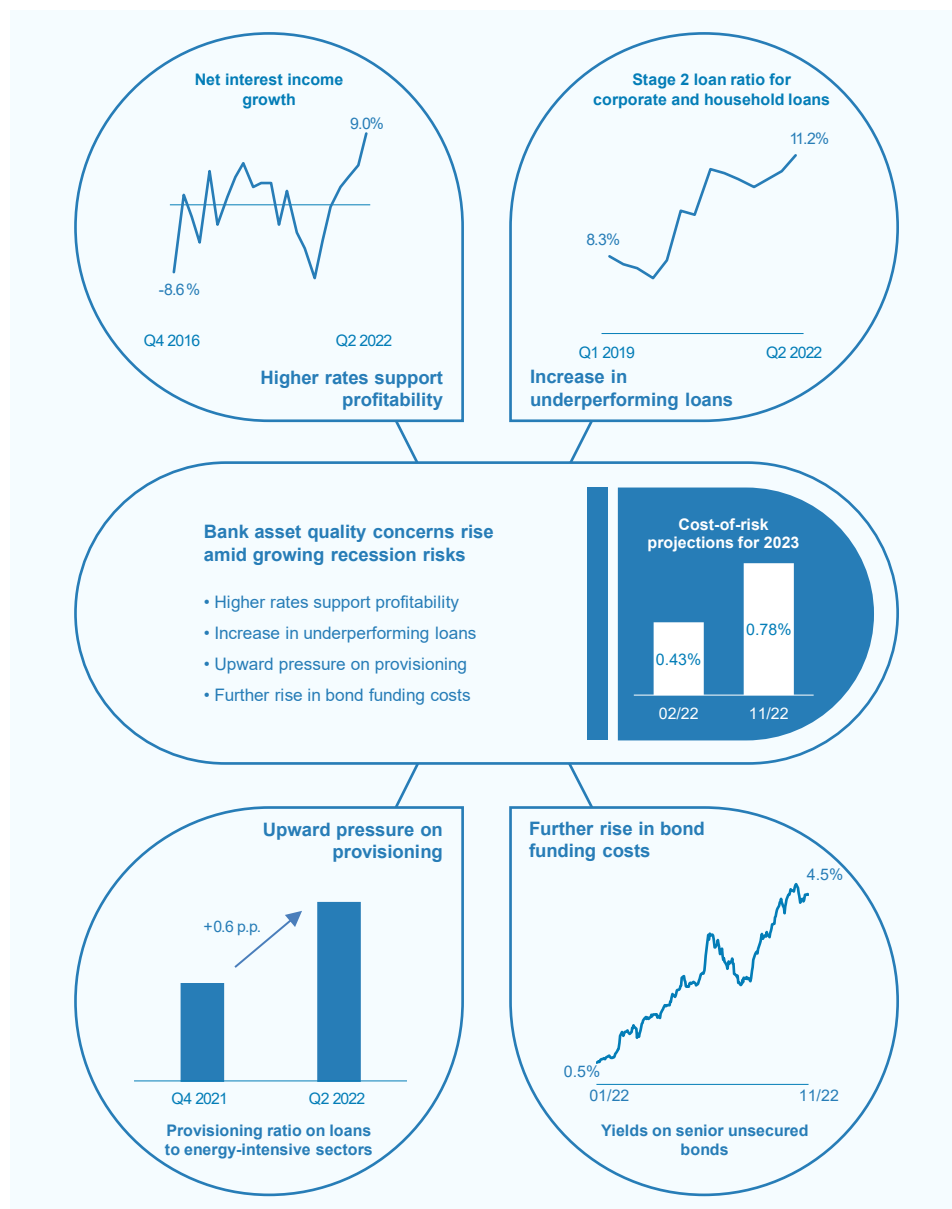 Net interest income
growth
9.0%
-8.6%
Q4 2016
Q2 2022
Higher rates support
profitability
Stage 2 loan ratio for
corporate and household loans
11.2%
8.3%
Q1 2019
Q2 2022
Increase in
underperforming loans
Bank asset quality concerns rise
amid growing recession risks
• Higher rates support profitability
• Increase in underperforming loans
• Upward pressure on provisioning
• Further rise in bond funding costs
Cost-of-risk
projections for 2023
0.43%
0.78%
02/22
11/22
Upward pressure on
provisioning
+0.6 p.p.
Q4 2021
Q2 2022
Provisioning ratio on loans
to energy-intensive sectors
Further rise in bond
funding costs
4.5%
0.5%
01/22
11/22
Yields on senior unsecured
bonds